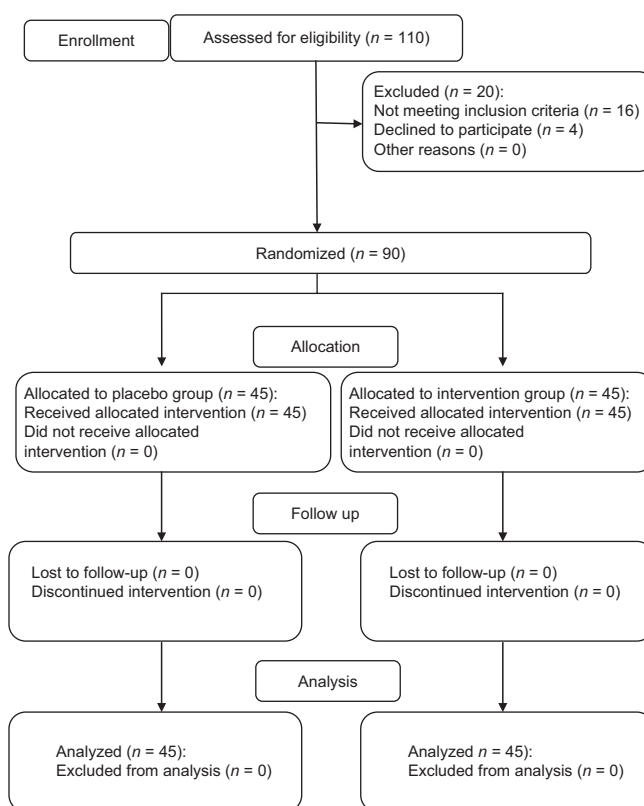 Enrollment
Assessed for eligibility (n = 110)
Excluded (n = 20):
Not meeting inclusion criteria (n = 16)
Declined to participate (n = 4)
Other reasons (n = 0)
Randomized (n = 90)
Allocation
Allocated to placebo group (n = 45):
Received allocated intervention (n = 45)
Did not receive allocated
intervention (n = 0)
Allocated to intervention group (n = 45):
Received allocated intervention (n = 45)
Did not receive allocated
intervention (n = 0)
Follow up
Lost to follow-up (n = 0)
Discontinued intervention (n = 0)
Lost to follow-up (n = 0)
Discontinued intervention (n = 0)
Analysis
Analyzed (n = 45):
Excluded from analysis (n = 0)
Analyzed n = 45):
Excluded from analysis (n = 0)